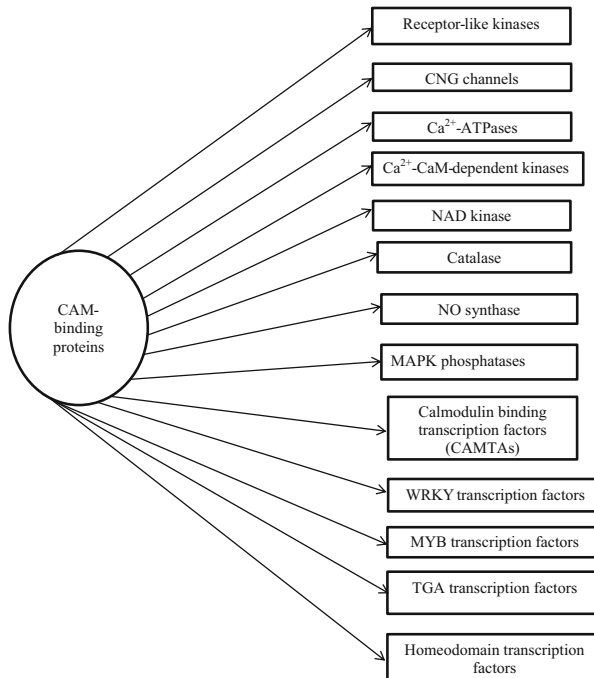 Receptor-like kinases
CNG channels
Ca²⁺-ATPases
Ca²⁺-CaM-dependent kinases
NAD kinase
Catalase
CAM-
binding
proteins
NO synthase
MAPK phosphatases
Calmodulin binding
transcription factors
(CAMTAs)
WRKY transcription factors
MYB transcription factors
TGA transcription factors
Homeodomain transcription
factors